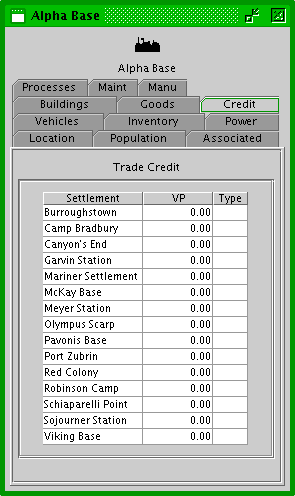 Alpha Base
Alpha Base
Processes Maint Manu
Buildings Goods Credit
Vehicles Inventory Power
Location Population Associated
Trade Credit
Settlement VP Type
Burroughstown 0.00
Camp Bradbury 0.00
Canyon's End 0.00
Garvin Station 0.00
Mariner Settlement 0.00
McKay Base 0.00
Meyer Station 0.00
Olympus Scarp 0.00
Pavonis Base 0.00
Port Zubrin 0.00
Red Colony 0.00
Robinson Camp 0.00
Schiaparelli Point 0.00
Sojourner Station 0.00
Viking Base 0.00